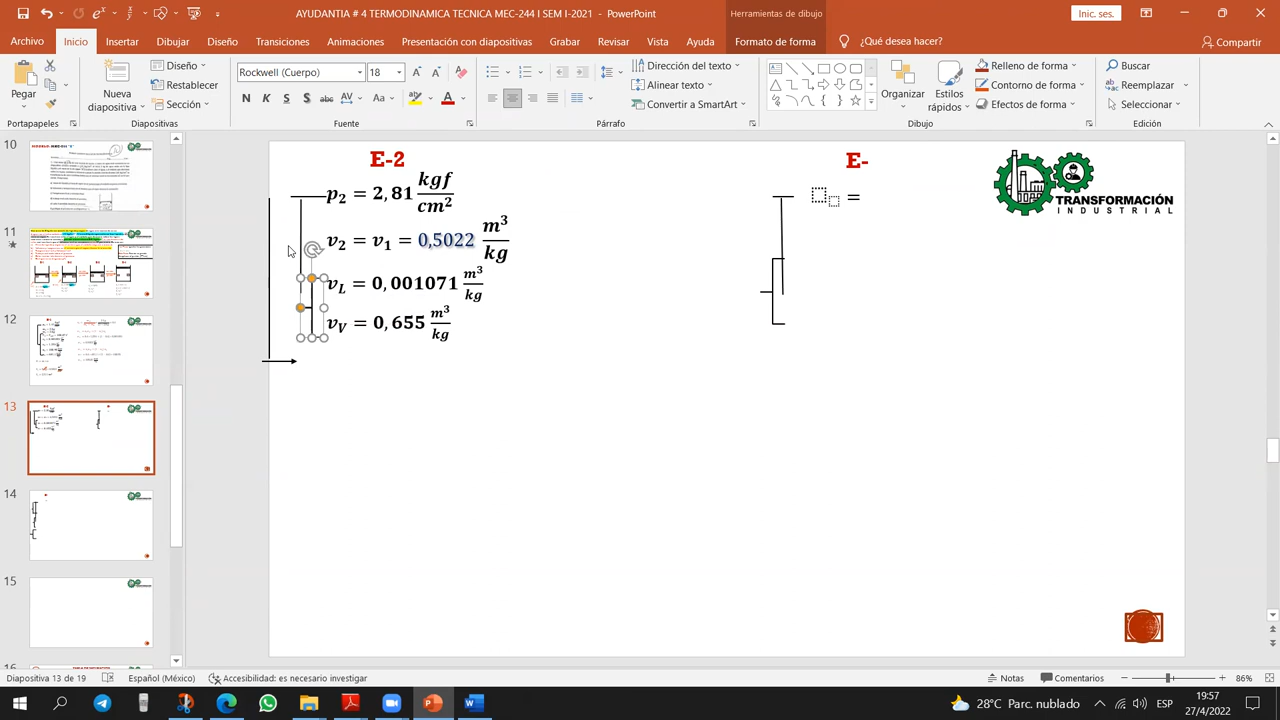 AYUDANTIA # 4 TERMODINAMICA TECNICA MEC-244 I SEM I-2021 - PowerPoint
Herramientas de dibujo
Inic. ses.
Archivo Inicio Insertar Dibujar Diseño Transiciones Animaciones Presentación con diapositivas Grabar Revisar Vista Ayuda Formato de forma ¿Qué desea hacer? Compartir
Pegar
Nueva diapositiva
Diseño
Restablecer
Sección
Rockwell (Cuerpo) 18
N K S S abc AV Aa A
Dirección del texto
Alinear texto
Convertir a SmartArt
Organizar
Estilos rápidos
Relleno de forma
Contorno de forma
Efectos de forma
Buscar
Reemplazar
Seleccionar
Portapapeles Diapositivas Fuente Párrafo Dibujo Edición
10
11
12
13
14
15
16
E-2
p₂ = 2,81 kgf/cm²
v₂ = v₁ = 0,5022 m³/kg
v_L = 0,001071 m³/kg
v_V = 0,655 m³/kg
E-
=
TRANSFORMACIÓN
INDUSTRIAL
Diapositiva 13 de 19 Español (México) Accesibilidad: es necesario investigar Notas Comentarios 86%
28°C Parc. nublado ESP 19:57
27/4/2022